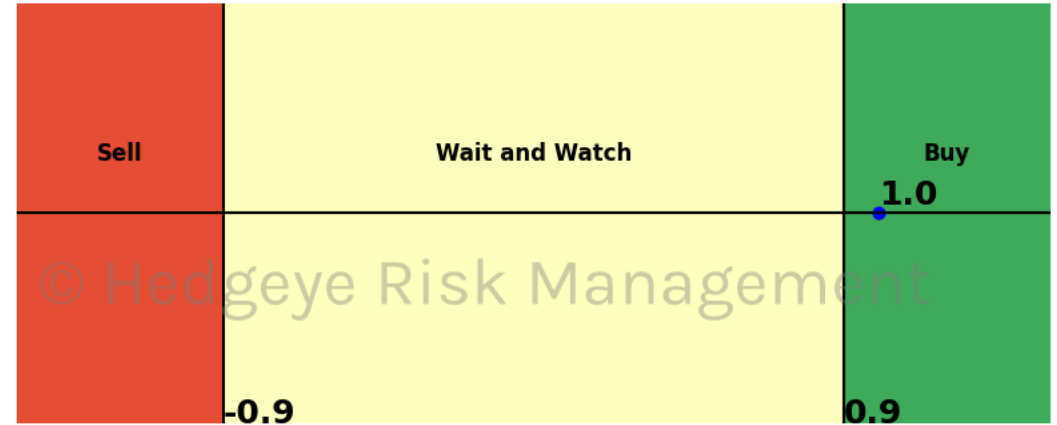 Sell
Wait and Watch
Buy
1.0
© Hedgeye Risk Management
-0.9
0.9